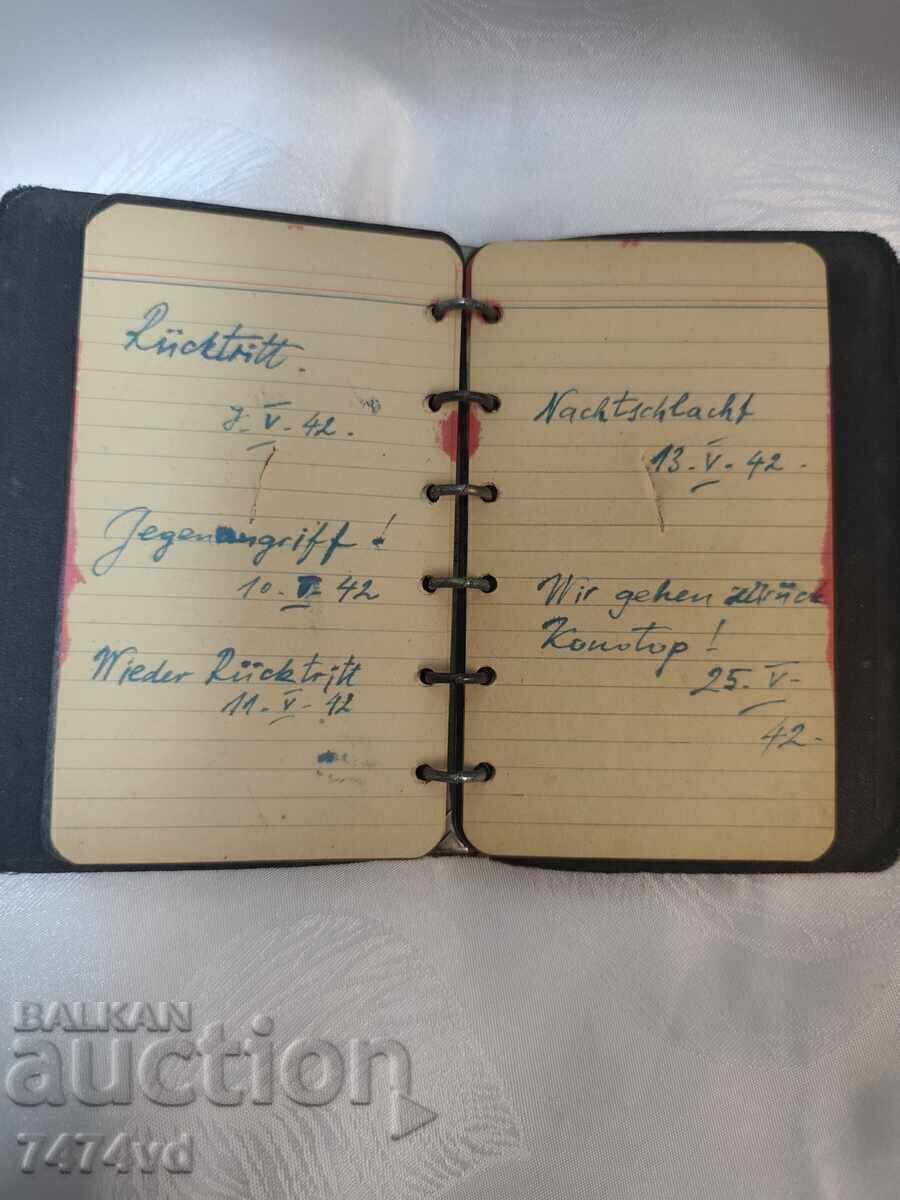 Rücktritt.
7. V. 42.
Gegenangriff!
10. V. 42
Wieder Rücktritt
11. V. 42
Nachtschlacht
13. V. 42.
Wir gehen zürück
Konotop!
25. V.
42.
BALKAN
auction
7474vd